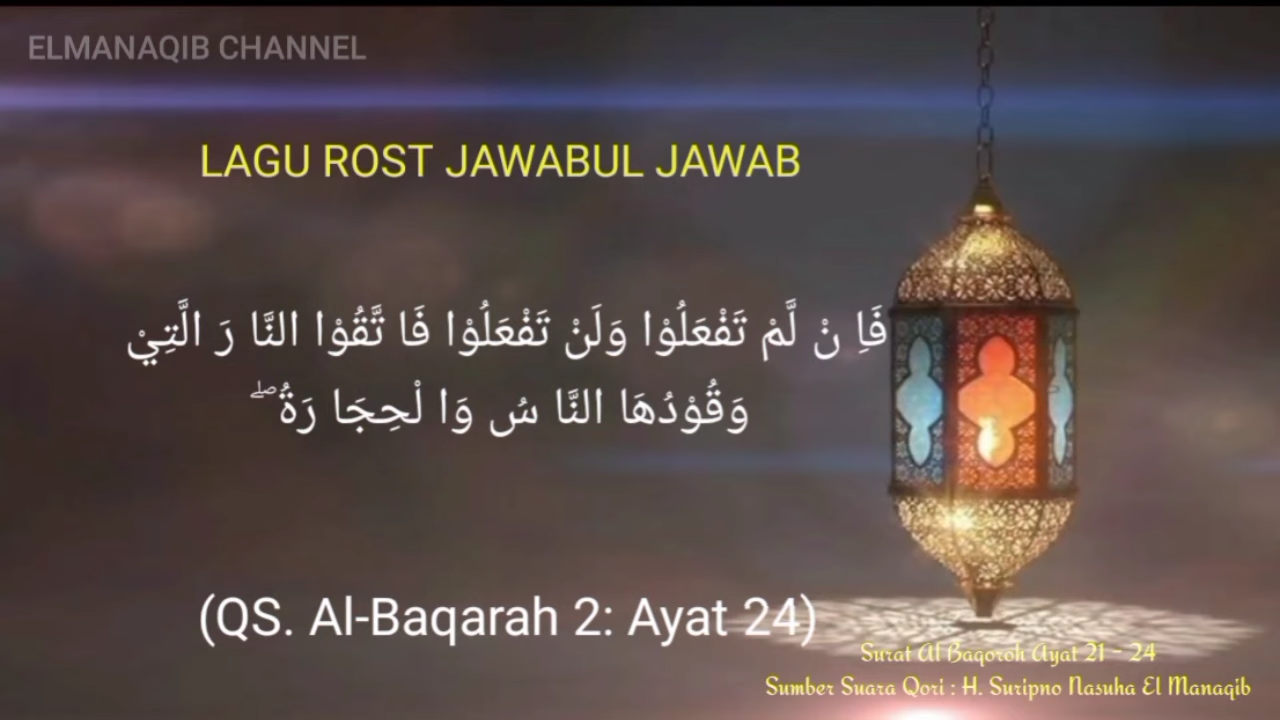 ELMANAQIB CHANNEL
LAGU ROST JAWABUL JAWAB
فَاِ نْ لَّمْ تَفْعَلُوْا وَلَنْ تَفْعَلُوْا فَا تَّقُوْا النَّا رَ الَّتِيْ
وَقُوْدُهَا النَّا سُ وَا لْحِجَا رَةُ ۖ
(QS. Al-Baqarah 2: Ayat 24)
Surat Al Baqoroh Ayat 21 - 24
Sumber Suara Qori : H. Suripno Nasuha El Manaqib